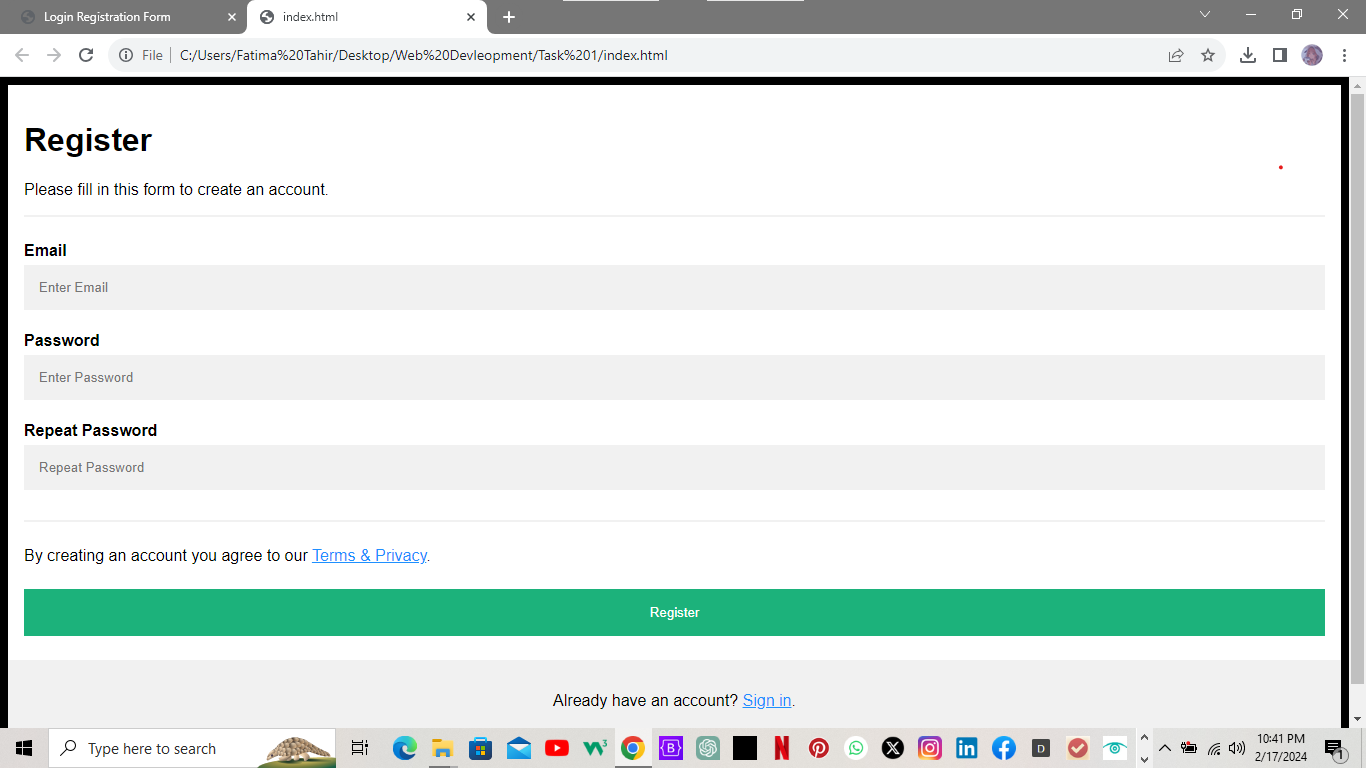 Login Registration Form
index.html
File
C:/Users/Fatima%20Tahir/Desktop/Web%20Devleopment/Task%201/index.html
Register
Please fill in this form to create an account.
Email
Enter Email
Password
Enter Password
Repeat Password
Repeat Password
By creating an account you agree to our Terms & Privacy.
Register
Already have an account? Sign in.
Type here to search
10:41 PM
2/17/2024
1